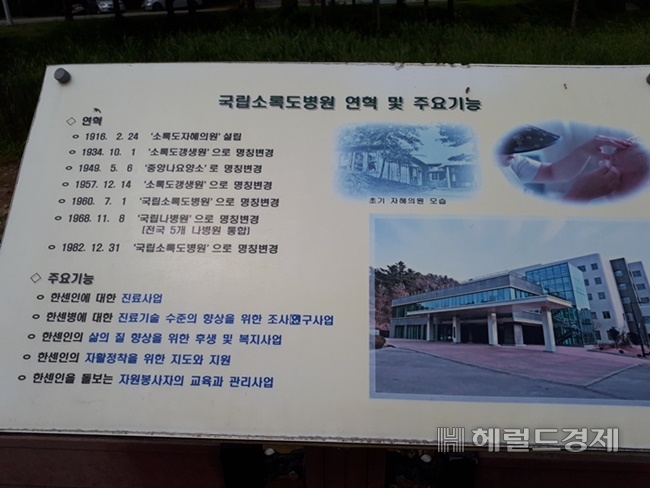 국립소록도병원 연혁 및 주요기능
◇ 연혁
○ 1916. 2. 24 '소록도자혜의원' 설립
○ 1934. 10. 1 '소록도갱생원'으로 명칭변경
○ 1949. 5. 6 '중앙나요양소'로 명칭변경
○ 1957. 12. 14 '소록도갱생원'으로 명칭변경
○ 1960. 7. 1 '국립소록도병원'으로 명칭변경
○ 1968. 11. 8 '국립나병원'으로 명칭변경
(전국 5개 나병원 통합)
○ 1982. 12. 31 '국립소록도병원'으로 명칭변경
초기 자혜의원 모습
◇ 주요기능
○ 한센인에 대한 진료사업
○ 한센병에 대한 진료기술 수준의 향상을 위한 조사연구사업
○ 한센인의 삶의 질 향상을 위한 후생 및 복지사업
○ 한센인의 자활정착을 위한 지도와 지원
○ 한센인을 돌보는 자원봉사자의 교육과 관리사업
헤럴드경제